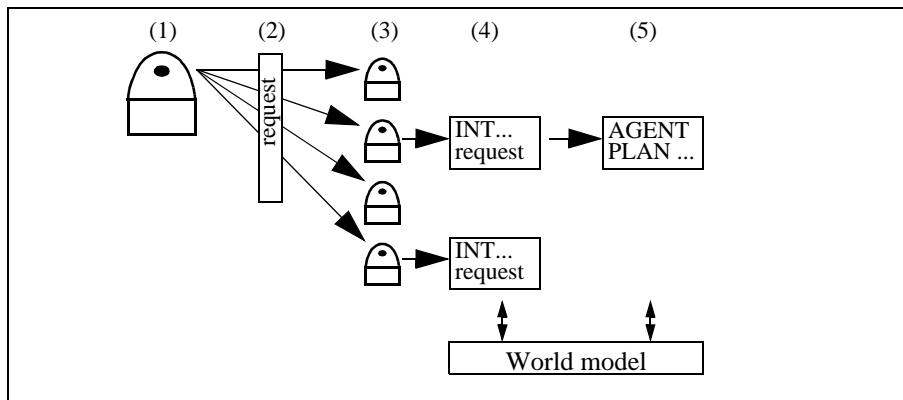 (1) (2) (3) (4) (5)
request
INT...
request
AGENT
PLAN ...
INT...
request
World model